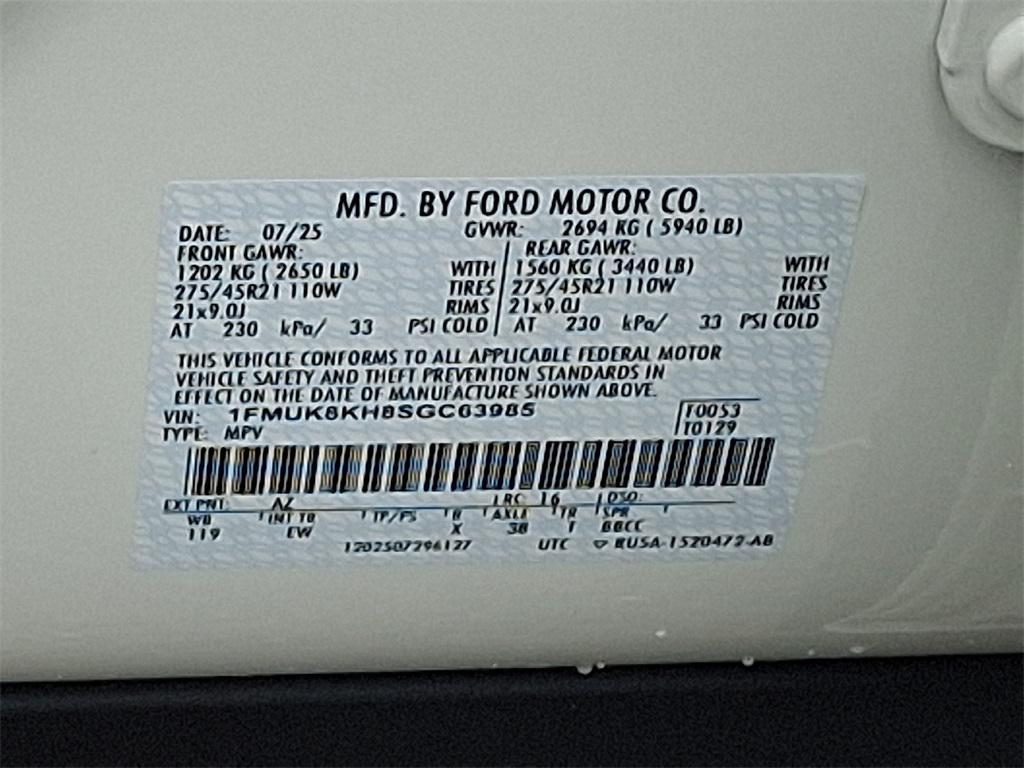 MFD. BY FORD MOTOR CO.
DATE: 07/25 GVWR: 2694 KG ( 5940 LB)
FRONT GAWR: REAR GAWR:
1202 KG ( 2650 LB) WITH 1560 KG ( 3440 LB) WITH
275/45R21 110W TIRES 275/45R21 110W TIRES
21x9.0J RIMS 21x9.0J RIMS
AT 230 kPa/ 33 PSI COLD AT 230 kPa/ 33 PSI COLD
THIS VEHICLE CONFORMS TO ALL APPLICABLE FEDERAL MOTOR
VEHICLE SAFETY AND THEFT PREVENTION STANDARDS IN
EFFECT ON THE DATE OF MANUFACTURE SHOWN ABOVE.
VIN: 1FMUK8KH8SGC63985 T0053
TYPE: MPV T0129
EXT PNT: AZ RC: 16 DSO:
WB INT TR TP/PS R AXLE TR SPR
119 EW X 38 T BBCC
1202507296127 UTC ▽ RUSA-1520472-AB